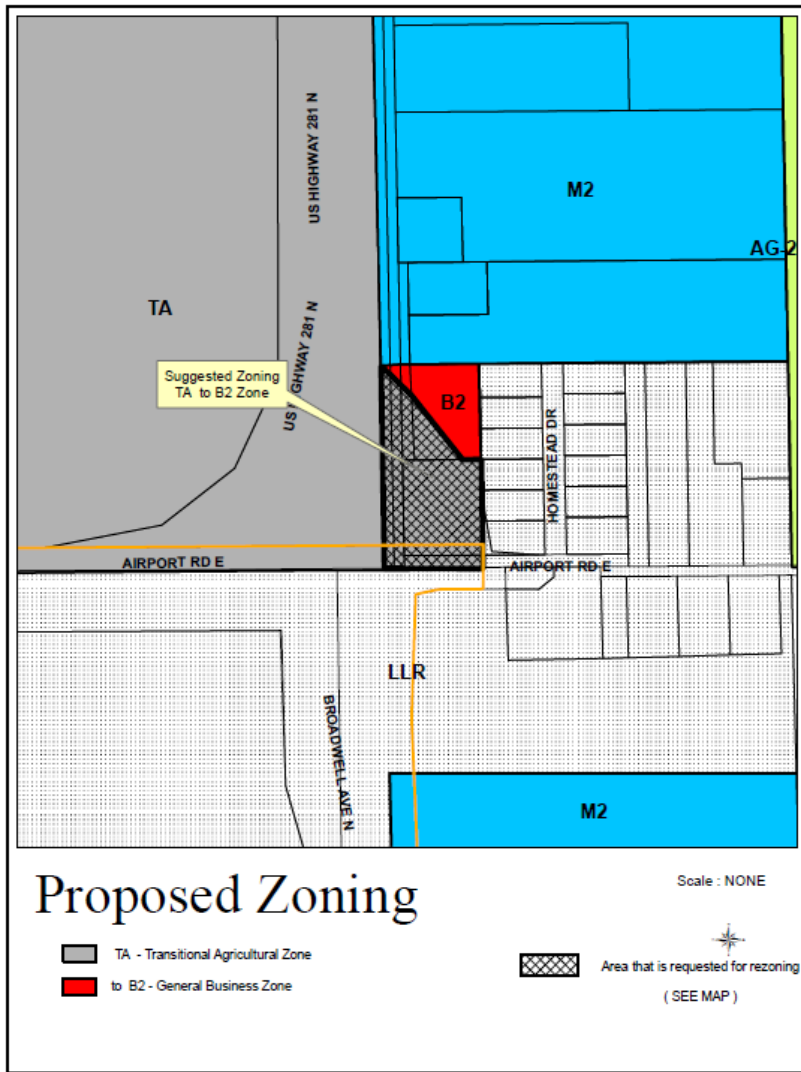 US HIGHWAY 281 N
M2
AG-2
TA
US HIGHWAY 281 N
Suggested Zoning
TA to B2 Zone
B2
HOMESTEAD DR
AIRPORT RD E
AIRPORT RD E
LLR
BROADWELL AVE N
M2
Proposed Zoning
Scale : NONE
TA - Transitional Agricultural Zone
to B2 - General Business Zone
Area that is requested for rezoning
( SEE MAP )